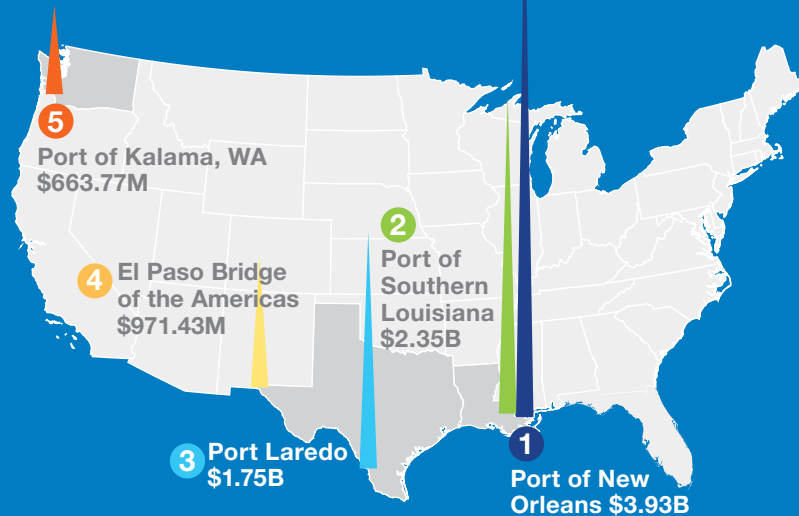 5
Port of Kalama, WA
$663.77M
4
El Paso Bridge
of the Americas
$971.43M
2
Port of
Southern
Louisiana
$2.35B
3
Port Laredo
$1.75B
1
Port of New
Orleans $3.93B